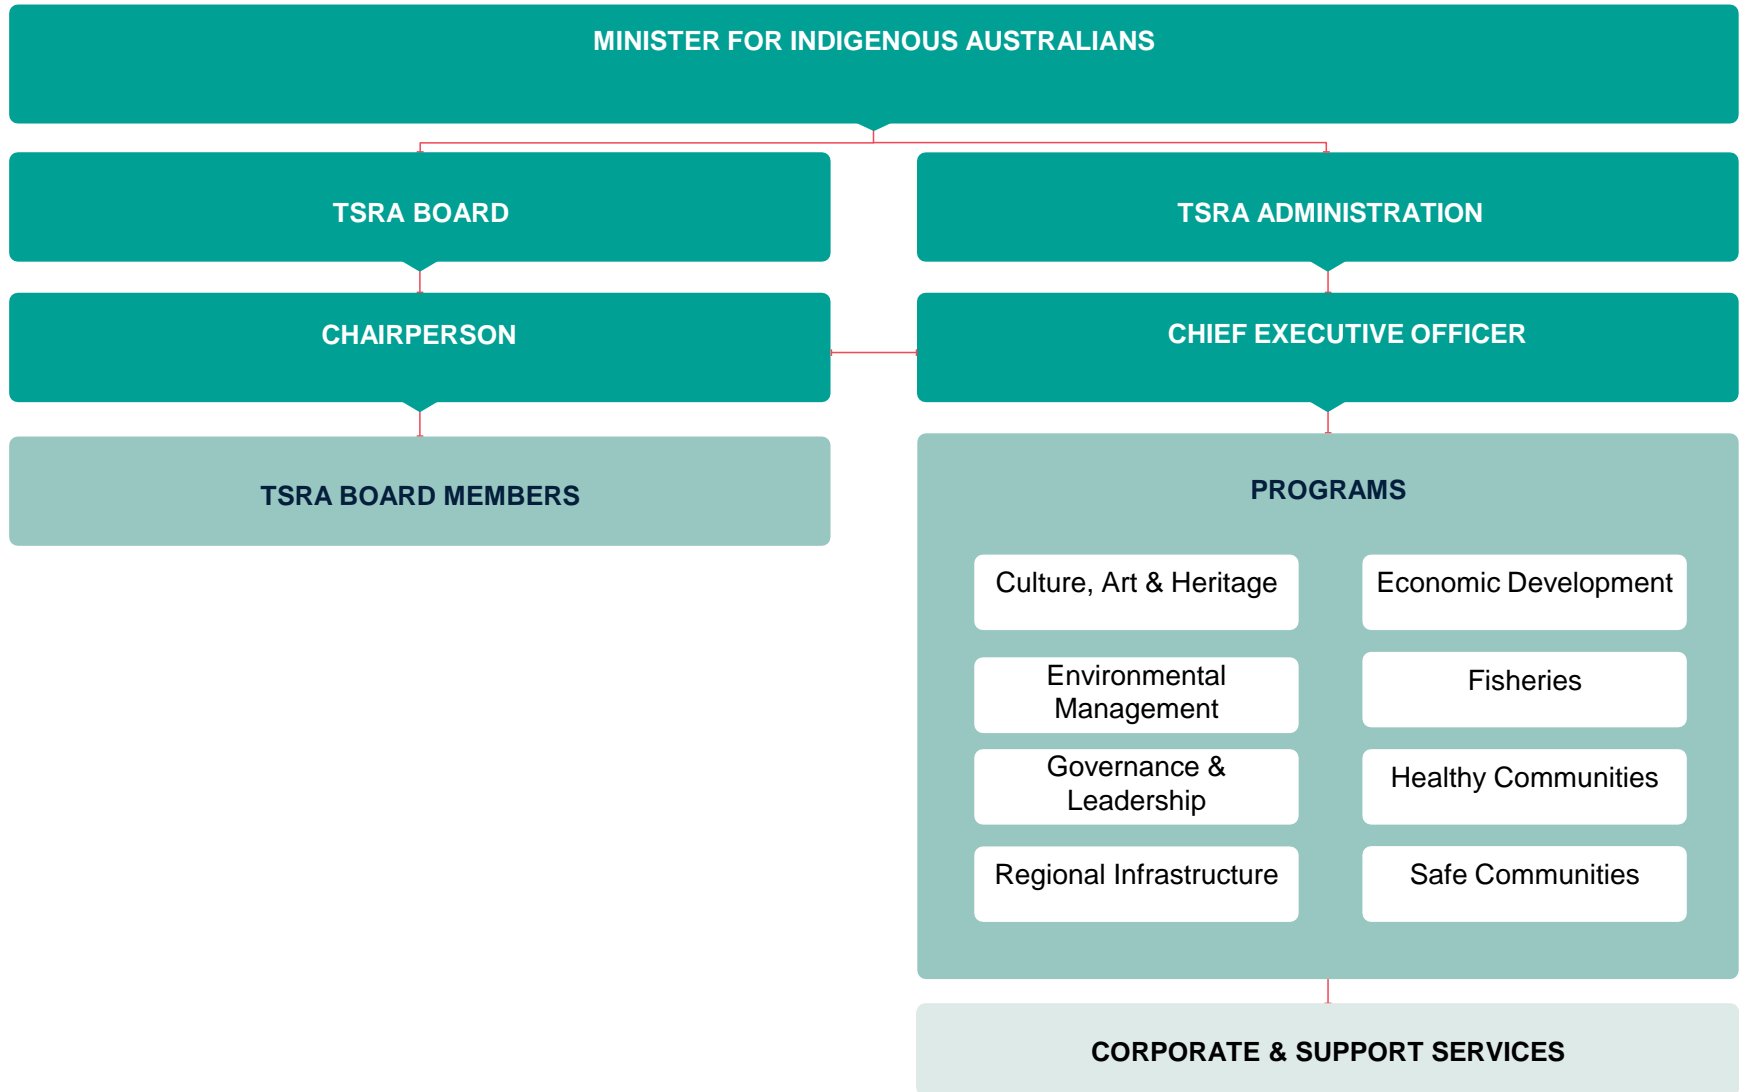 MINISTER FOR INDIGENOUS AUSTRALIANS
TSRA BOARD
TSRA ADMINISTRATION
CHAIRPERSON
CHIEF EXECUTIVE OFFICER
TSRA BOARD MEMBERS
PROGRAMS
Culture, Art & Heritage
Economic Development
Environmental
Management
Fisheries
Governance &
Leadership
Healthy Communities
Regional Infrastructure
Safe Communities
CORPORATE & SUPPORT SERVICES